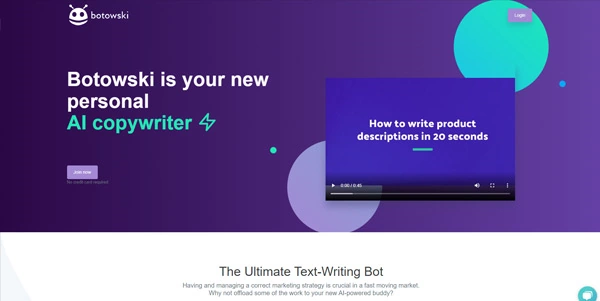 botowski
Login
Botowski is your new
personal
AI copywriter
How to write product
descriptions in 20 seconds
0:00 / 0:45
Join now
No credit card required
The Ultimate Text-Writing Bot
Having and managing a correct marketing strategy is crucial in a fast moving market.
Why not offload some of the work to your new AI-powered buddy?